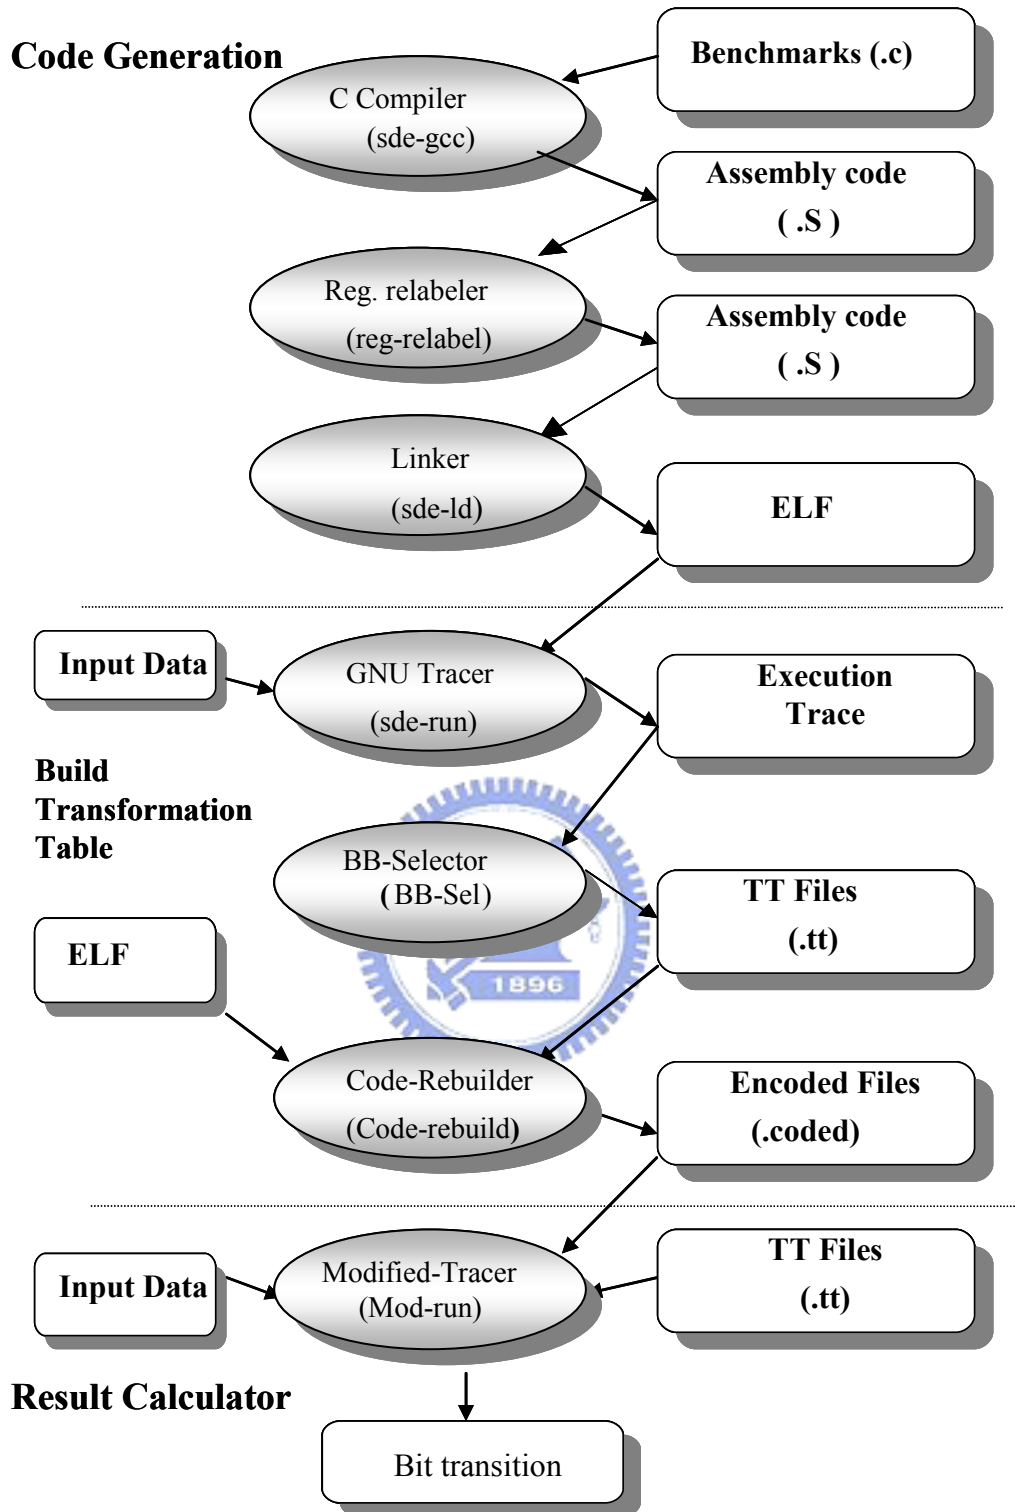 Code Generation
Benchmarks (.c)
C Compiler
(sde-gcc)
Assembly code
( .S )
Reg. relabeler
(reg-relabel)
Assembly code
( .S )
Linker
(sde-ld)
ELF
Input Data
GNU Tracer
(sde-run)
Execution
Trace
Build
Transformation
Table
BB-Selector
(BB-Sel)
TT Files
(.tt)
ELF
1896
Code-Rebuilder
(Code-rebuild)
Encoded Files
(.coded)
Input Data
Modified-Tracer
(Mod-run)
TT Files
(.tt)
Result Calculator
Bit transition